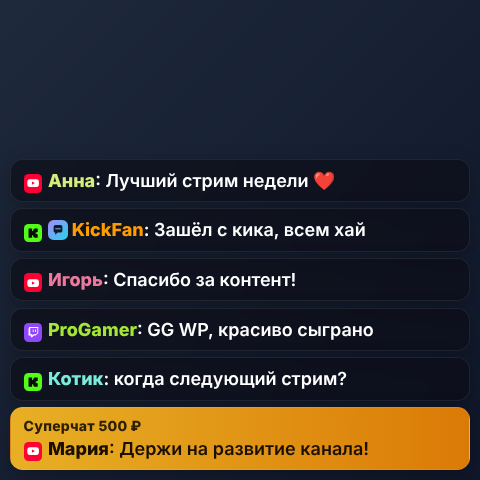 Анна: Лучший стрим недели ❤️
KickFan: Зашёл с кика, всем хай
Игорь: Спасибо за контент!
ProGamer: GG WP, красиво сыграно
Котик: когда следующий стрим?
Суперчат 500 ₽
Мария: Держи на развитие канала!